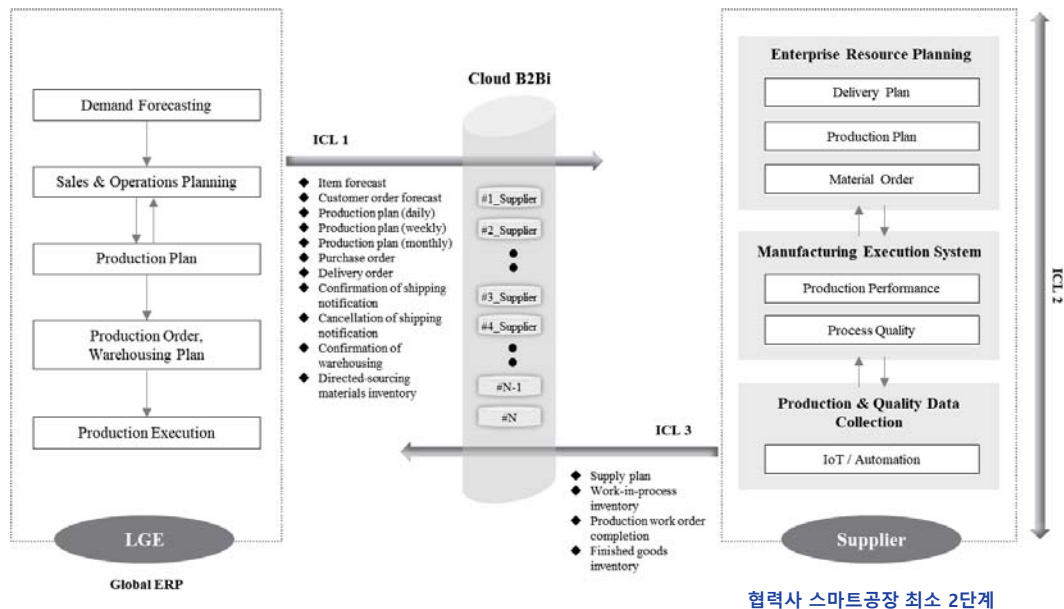 Demand Forecasting
Sales & Operations Planning
Production Plan
Production Order,
Warehousing Plan
Production Execution
LGE
Global ERP
ICL 1
◆ Item forecast
◆ Customer order forecast
◆ Production plan (daily)
◆ Production plan (weekly)
◆ Production plan (monthly)
◆ Purchase order
◆ Delivery order
◆ Confirmation of shipping
notification
◆ Cancellation of shipping
notification
◆ Confirmation of
warehousing
◆ Directed-sourcing
materials inventory
Cloud B2Bi
#1_Supplier
#2_Supplier
#3_Supplier
#4_Supplier
#N-1
#N
ICL 3
◆ Supply plan
◆ Work-in-process
inventory
◆ Production work order
completion
◆ Finished goods
inventory
Enterprise Resource Planning
Delivery Plan
Production Plan
Material Order
Manufacturing Execution System
Production Performance
Process Quality
Production & Quality Data
Collection
IoT / Automation
Supplier
ICL 2
협력사 스마트공장 최소 2단계